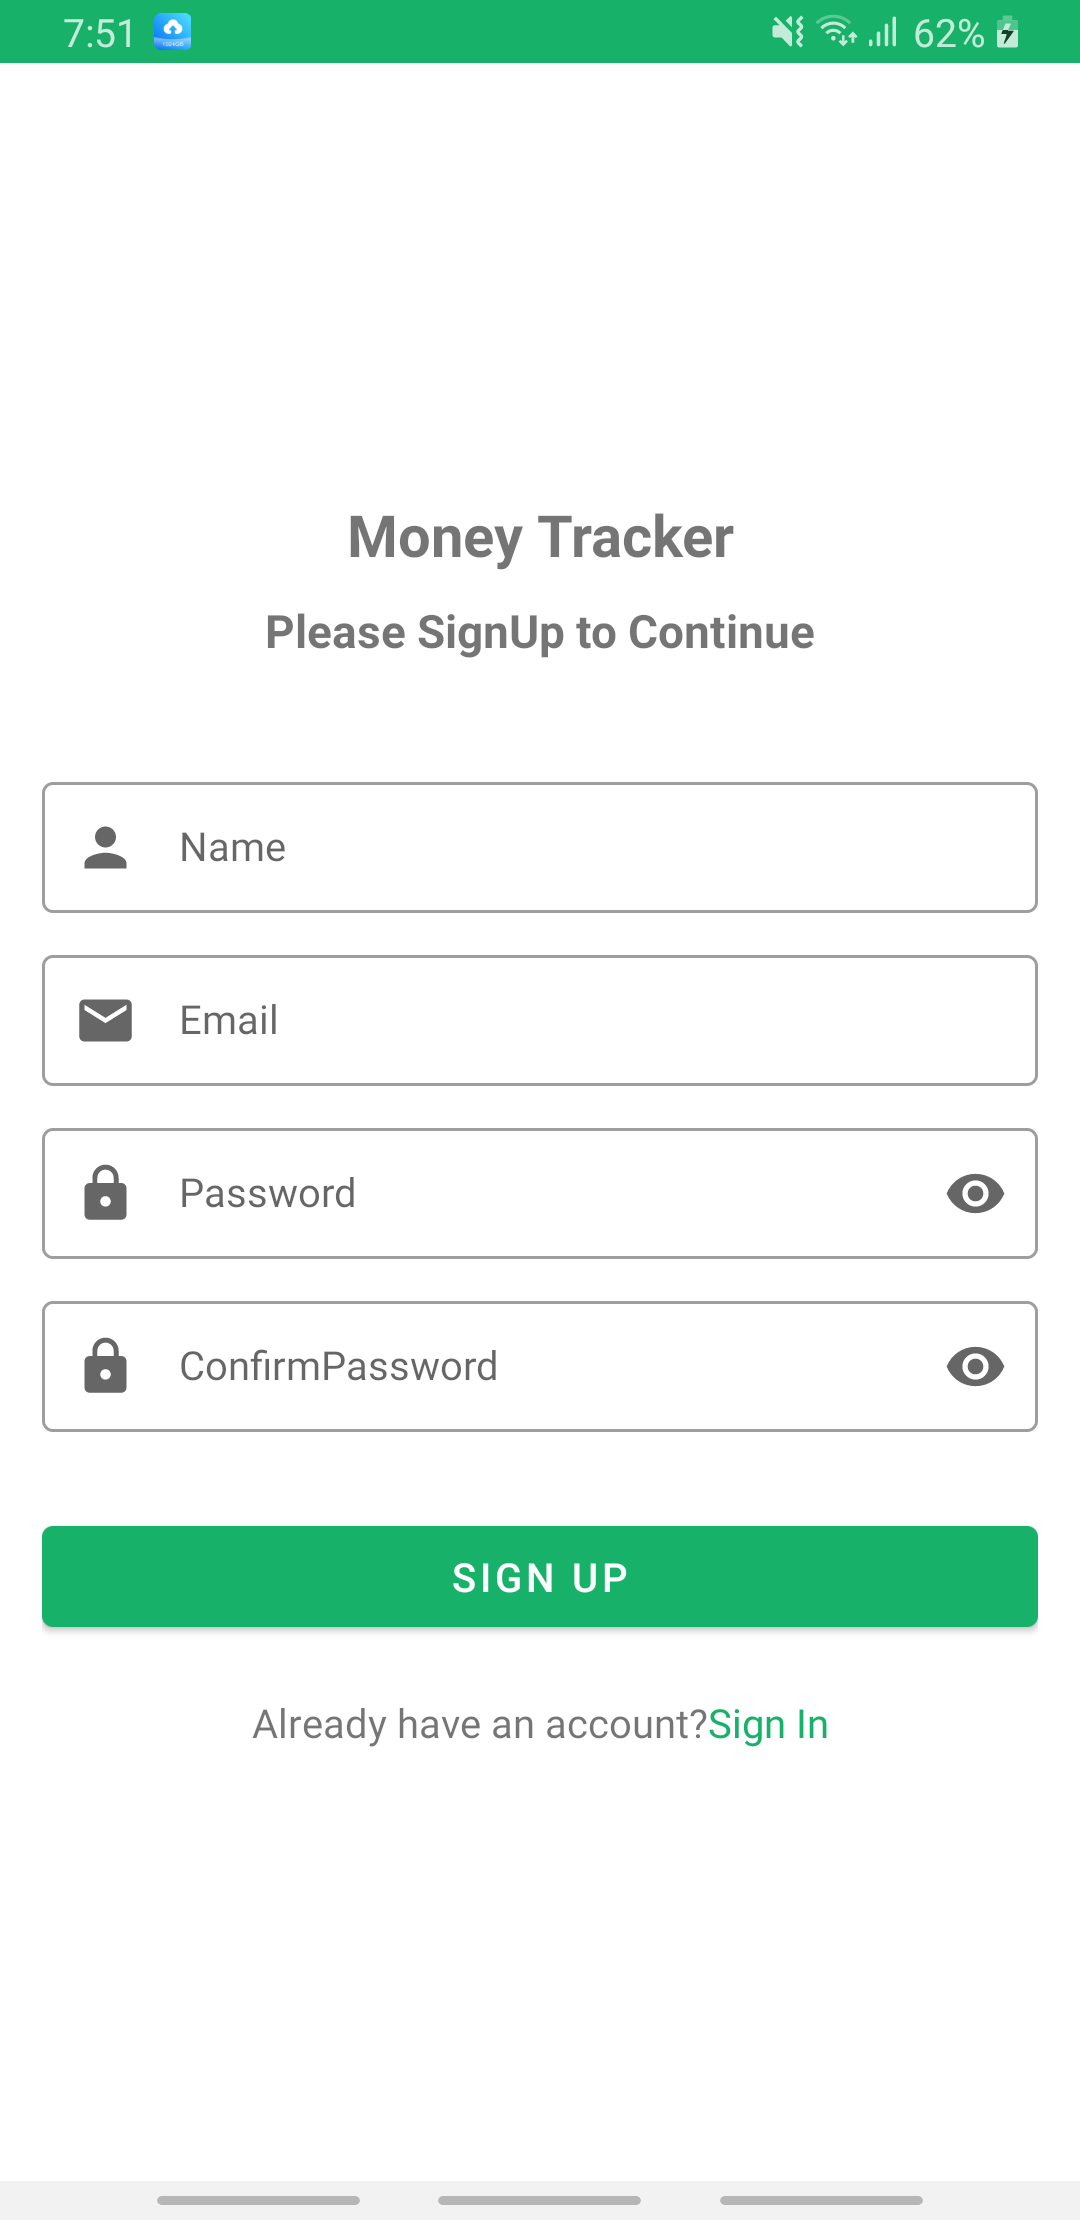 7:51 62%
Money Tracker
Please SignUp to Continue
Name
Email
Password
ConfirmPassword
SIGN UP
Already have an account?Sign In